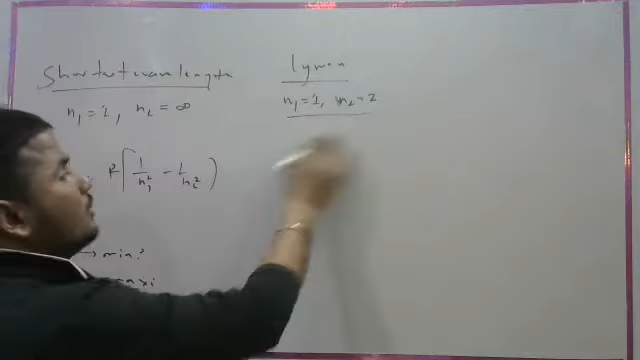 Shortest wavelength
n₁ = 1, n₂ = ∞
R[1/n₁² - 1/n₂²)
→ min.
maxi
Lyman
n₁ = 1, n₂ = 2